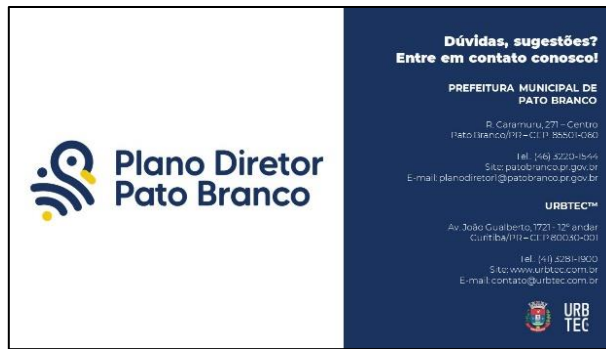 Plano Diretor
Pato Branco
Dúvidas, sugestões?
Entre em contato conosco!
PREFEITURA MUNICIPAL DE
PATO BRANCO
R. Caramuru, 271 – Centro
Pato Branco/PR – CEP 85501-060
Tel.: (46) 3220-1544
Site: patobranco.pr.gov.br
E-mail: planodiretor1@patobranco.pr.gov.br
URBTEC™
Av. João Gualberto, 1721 - 12º andar
Curitiba/PR – CEP 80030-001
Tel.: (41) 3281-1900
Site: www.urbtec.com.br
E-mail: contato@urbtec.com.br
URB
TEC